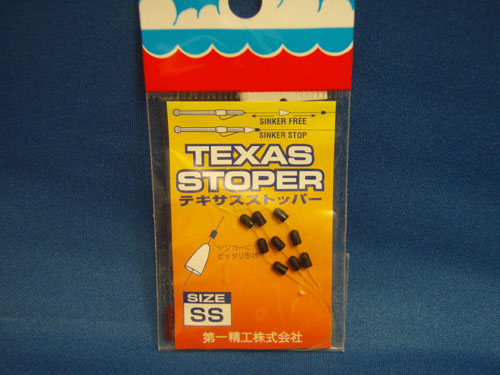 SINKER FREE
SINKER STOP
TEXAS
STOPER
テキサスストッパー
シンカーに
ピッタリ形状
SIZE
SS
第一精工株式会社